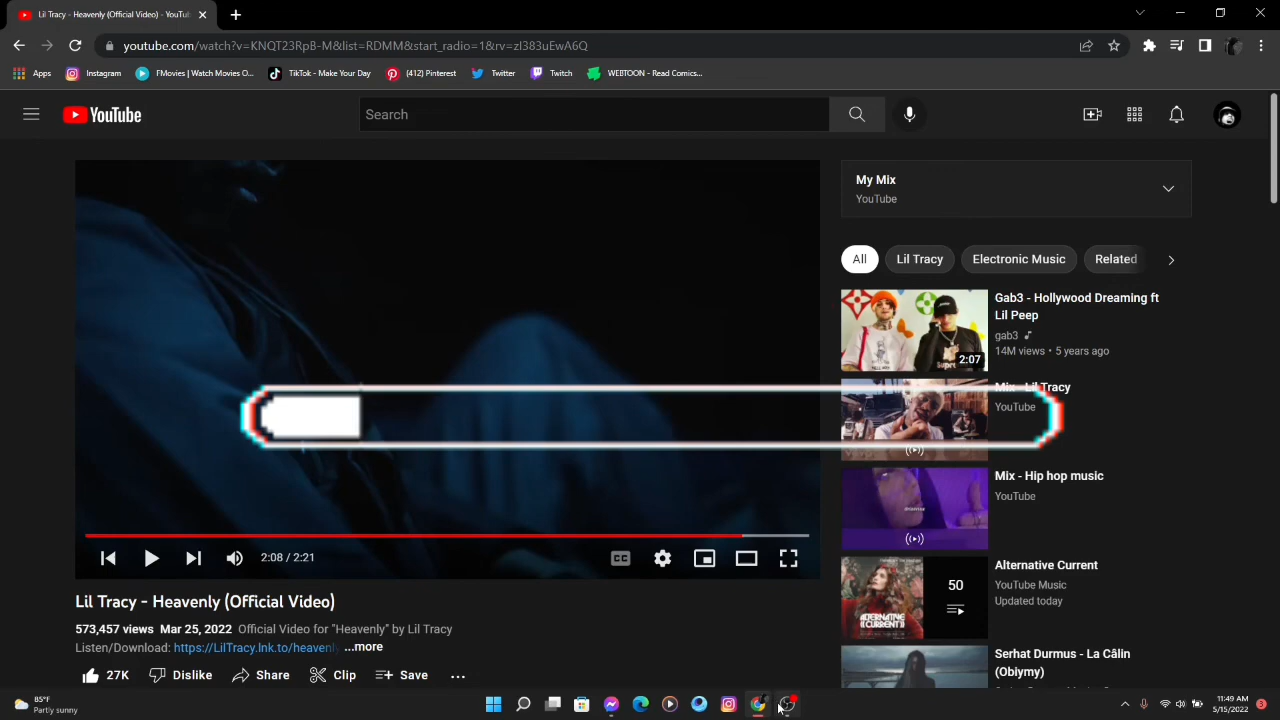 Lil Tracy - Heavenly (Official Video) - YouTu
youtube.com/watch?v=KNQT23RpB-M&list=RDMM&start_radio=1&rv=zl383uEwA6Q
Apps
Instagram
FMovies | Watch Movies O...
TikTok - Make Your Day
(412) Pinterest
Twitter
Twitch
WEBTOON - Read Comics...
YouTube
Search
My Mix
YouTube
All
Lil Tracy
Electronic Music
Related
Gab3 - Hollywood Dreaming ft
Lil Peep
gab3
14M views • 5 years ago
2:07
Mix - Lil Tracy
YouTube
Mix - Hip hop music
YouTube
Alternative Current
YouTube Music
Updated today
50
ALTERNATIVE
CURRENT
Serhat Durmus - La Câlin
(Obiymy)
2:08 / 2:21
CC
Lil Tracy - Heavenly (Official Video)
573,457 views Mar 25, 2022 Official Video for "Heavenly" by Lil Tracy
Listen/Download: https://LilTracy.lnk.to/heavenly ...more
27K
Dislike
Share
Clip
Save
85°F
Partly sunny
11:49 AM
5/15/2022
3